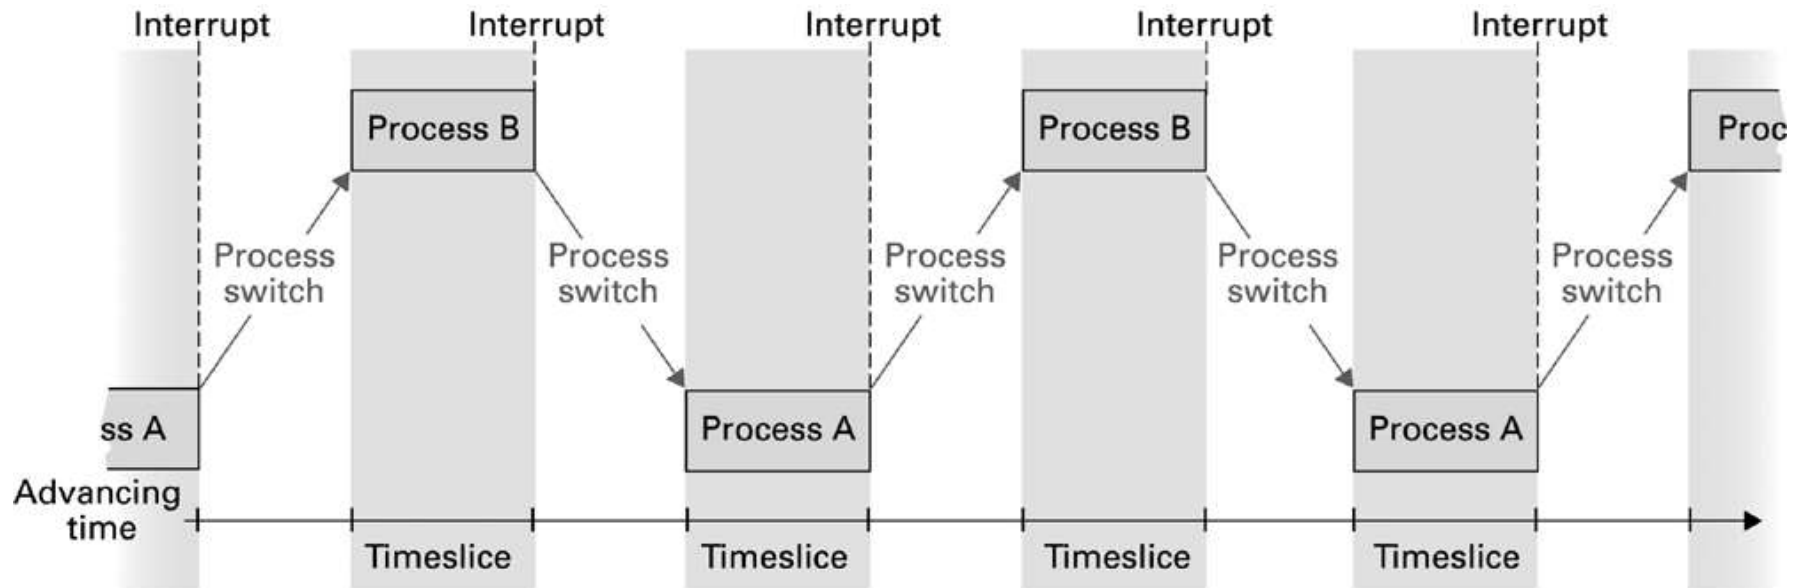 Interrupt Interrupt Interrupt Interrupt Interrupt
Process B Process B Proc
Process Process Process Process Process
switch switch switch switch switch
ss A Process A Process A
Advancing
time
Timeslice Timeslice Timeslice Timeslice